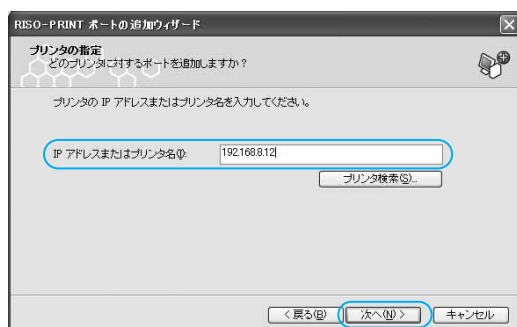 RISO-PRINT ポートの追加ウィザード
プリンタの指定
どのプリンタに対するポートを追加しますか？
プリンタの IP アドレスまたはプリンタ名を入力してください。
IP アドレスまたはプリンタ名(I): 192.168.8.12
プリンタ検索(S)...
< 戻る(B) 次へ(N) > キャンセル